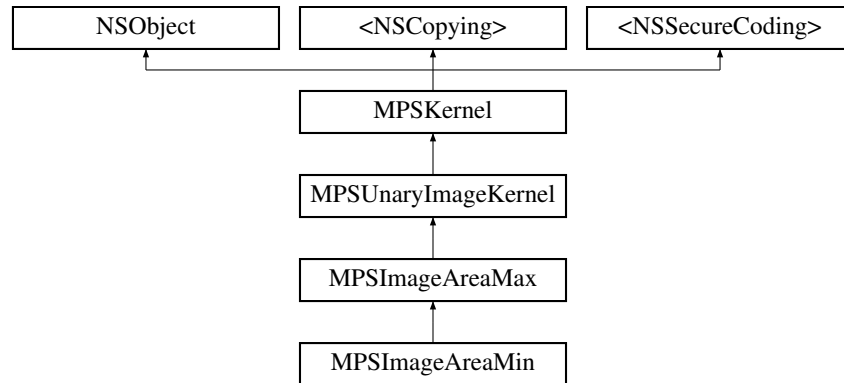 NSObject <NSCopying> <NSSecureCoding>
MPSKernel
MPSUnaryImageKernel
MPSImageAreaMax
MPSImageAreaMin